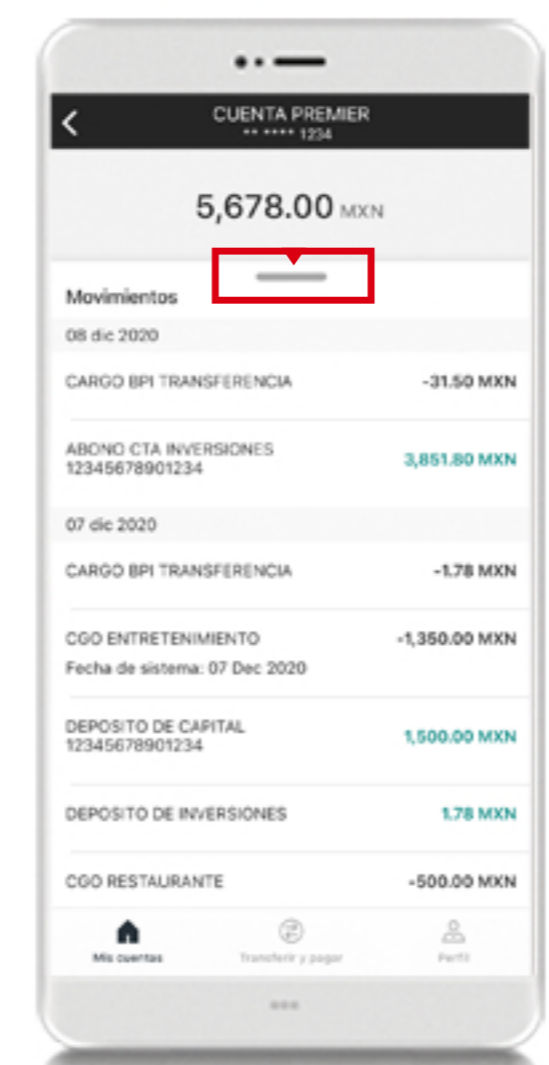 CUENTA PREMIER
** **** 1234
5,678.00 MXN
Movimientos
08 dic 2020
CARGO BPI TRANSFERENCIA -31.50 MXN
ABONO CTA INVERSIONES
12345678901234
3,851.80 MXN
07 dic 2020
CARGO BPI TRANSFERENCIA -1.78 MXN
CGO ENTRETENIMIENTO -1,350.00 MXN
Fecha de sistema: 07 Dec 2020
DEPOSITO DE CAPITAL
12345678901234
1,500.00 MXN
DEPOSITO DE INVERSIONES 1.78 MXN
CGO RESTAURANTE -500.00 MXN
Mis cuentas Transferir y pagar Perfil